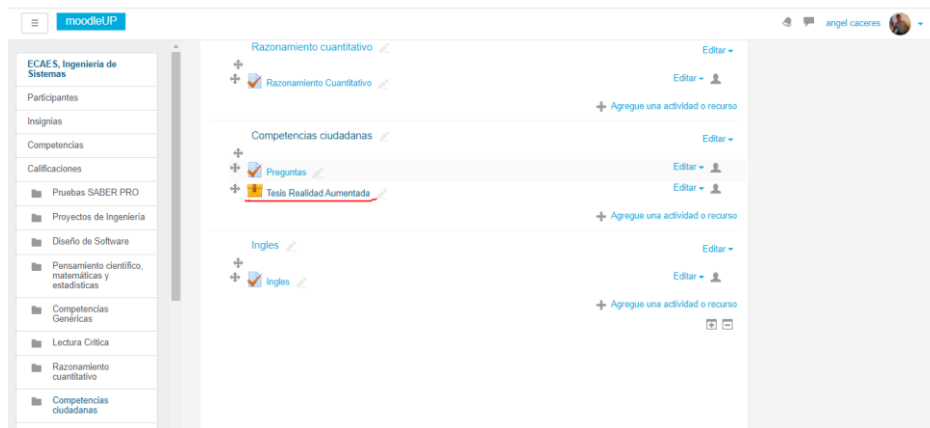 moodleUP
angel caceres
ECAES, Ingeniería de
Sistemas
Participantes
Insignias
Competencias
Calificaciones
Pruebas SABER PRO
Proyectos de Ingeniería
Diseño de Software
Pensamiento científico,
matemáticas y
estadísticas
Competencias
Genéricas
Lectura Critica
Razonamiento
cuantitativo
Competencias
ciudadanas
Razonamiento cuantitativo
Editar
Razonamiento Cuantitativo
Editar
Agregue una actividad o recurso
Competencias ciudadanas
Editar
Preguntas
Editar
Tesis Realidad Aumentada
Editar
Agregue una actividad o recurso
Ingles
Editar
Ingles
Editar
Agregue una actividad o recurso